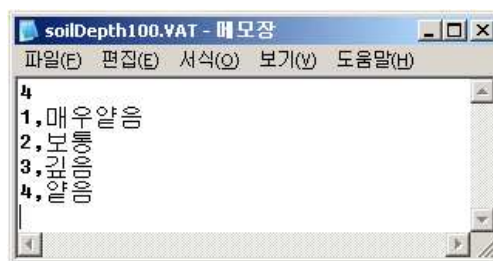 soilDepth100.VAT - 메모장
파일(F) 편집(E) 서식(O) 보기(V) 도움말(H)
4
1,매우얕음
2,보통
3,깊음
4,얕음